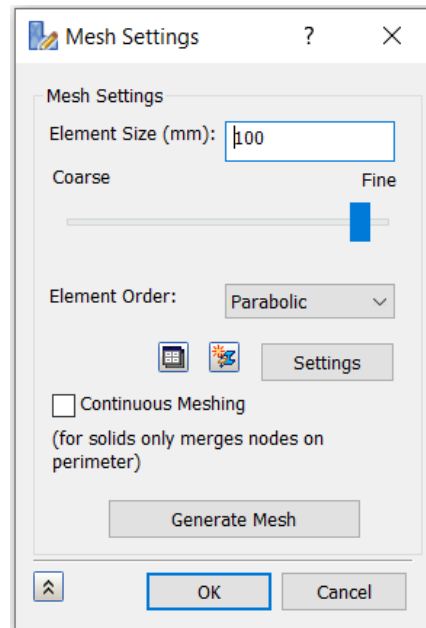 Mesh Settings
?
Mesh Settings
Element Size (mm): 100
Coarse
Fine
Element Order: Parabolic
Settings
Continuous Meshing
(for solids only merges nodes on
perimeter)
Generate Mesh
OK Cancel